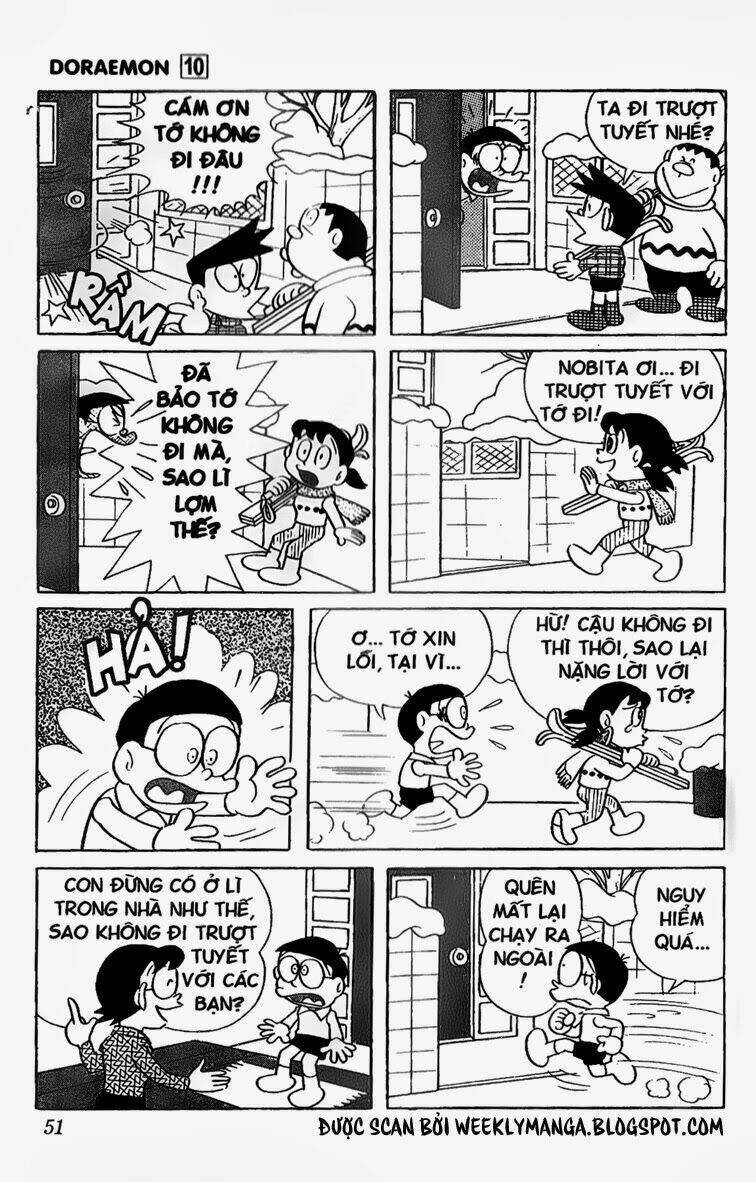 DORAEMON 10
TA ĐI TRƯỢT
TUYẾT NHÉ?
CÁM ƠN
TỚ KHÔNG
ĐI ĐÂU
!!!
RẦM
NOBITA ƠI... ĐI
TRƯỢT TUYẾT VỚI
TỚ ĐI!
ĐÃ
BẢO TỚ
KHÔNG
ĐI MÀ,
SAO LÌ
LỢM
THẾ?
HỪ! CẬU KHÔNG ĐI
THÌ THÔI, SAO LẠI
NẶNG LỜI VỚI
TỚ?
Ơ... TỚ XIN
LỖI, TẠI VÌ...
HẢ!
NGUY
HIỂM
QUÁ...
QUÊN
MẤT LẠI
CHẠY RA
NGOÀI
!
CON ĐỪNG CÓ Ở LÌ
TRONG NHÀ NHƯ THẾ,
SAO KHÔNG ĐI TRƯỢT
TUYẾT
VỚI CÁC
BẠN?
51
ĐƯỢC SCAN BỞI WEEKLYMANGA.BLOGSPOT.COM